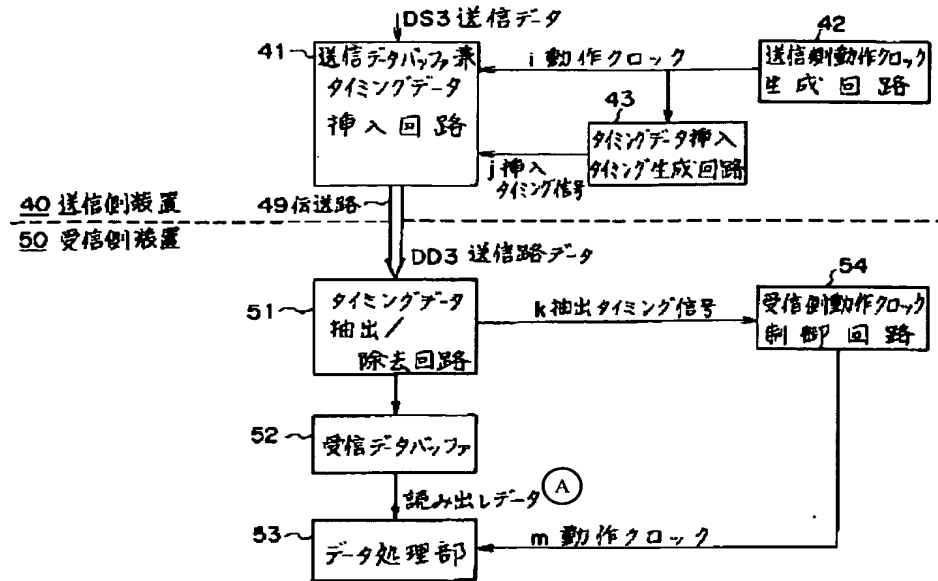 DS3 送信データ
41
送信データバッファ兼
タイミングデータ
挿入回路
i 動作クロック
42
送信側動作クロック
生成回路
43
タイミングデータ挿入
タイミング生成回路
j 挿入
タイミング信号
40 送信側装置
49 伝送路
50 受信側装置
DD3 送信路データ
51
タイミングデータ
抽出/
除去回路
k 抽出タイミング信号
54
受信側動作クロック
制御回路
52
受信データバッファ
読み出しデータ
A
53
データ処理部
m 動作クロック